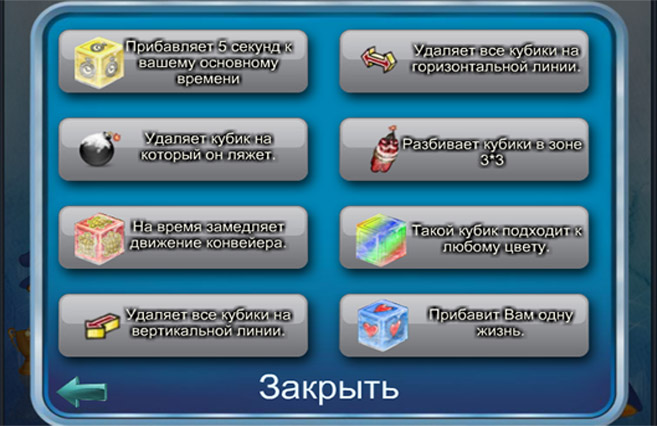 Прибавляет 5 секунд к
вашему основному
времени
Удаляет все кубики на
горизонтальной линии.
Удаляет кубик на
который он ляжет.
Разбивает кубики в зоне
3*3
На время замедляет
движение конвейера.
Такой кубик подходит к
любому цвету.
Удаляет все кубики на
вертикальной линии.
Прибавит Вам одну
жизнь.
Закрыть